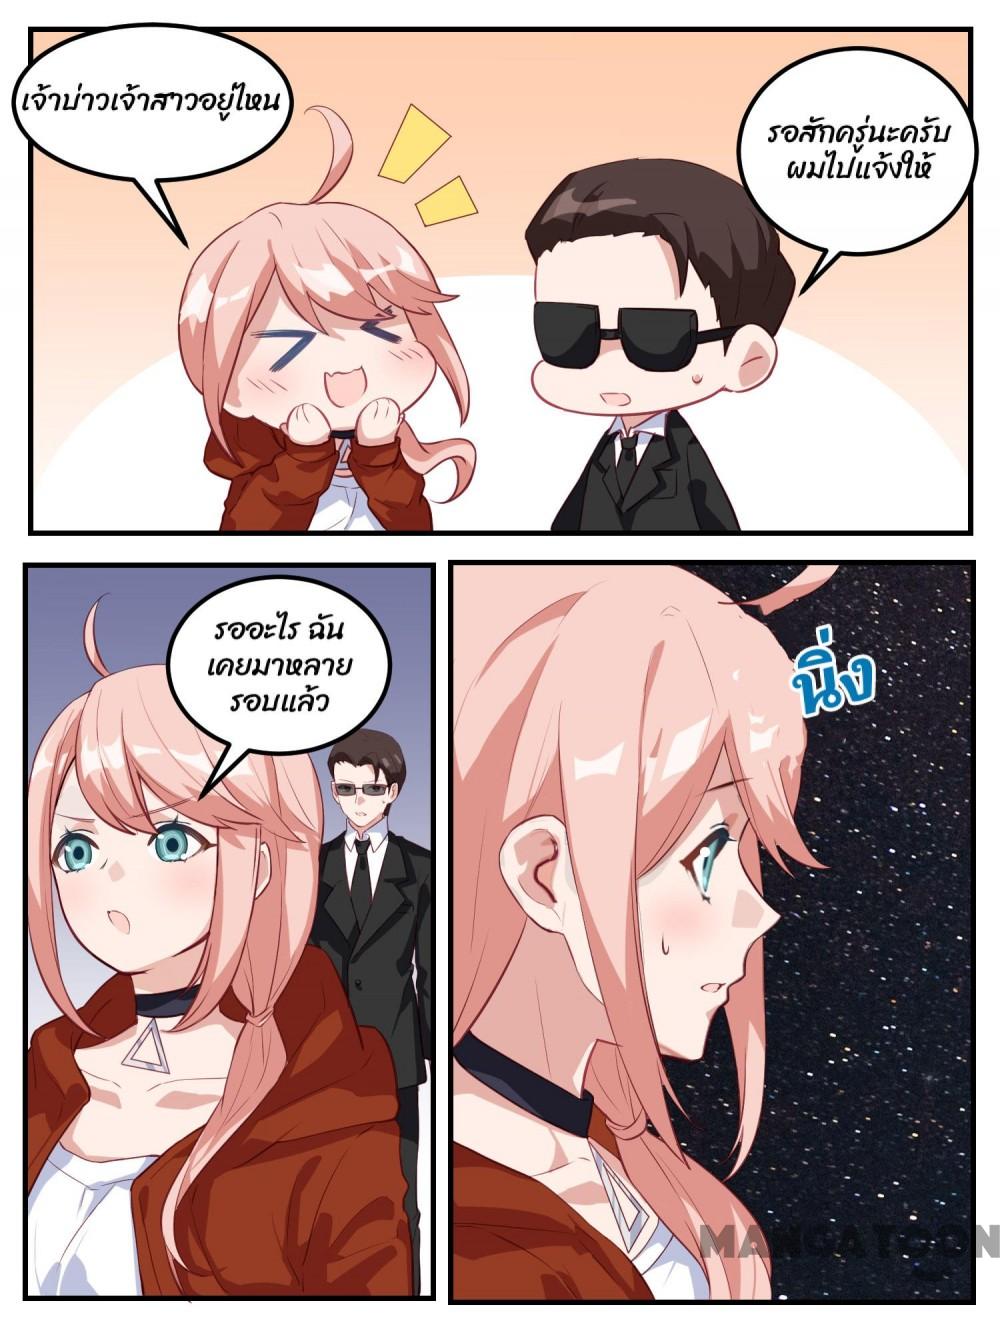 เจ้าบ่าวเจ้าสาวอยู่ไหน
รอสักครู่นะครับ
ผมไปแจ้งให้
รออะไร ฉัน
เคยมาหลาย
รอบแล้ว
นิ่ง
MANGATOON